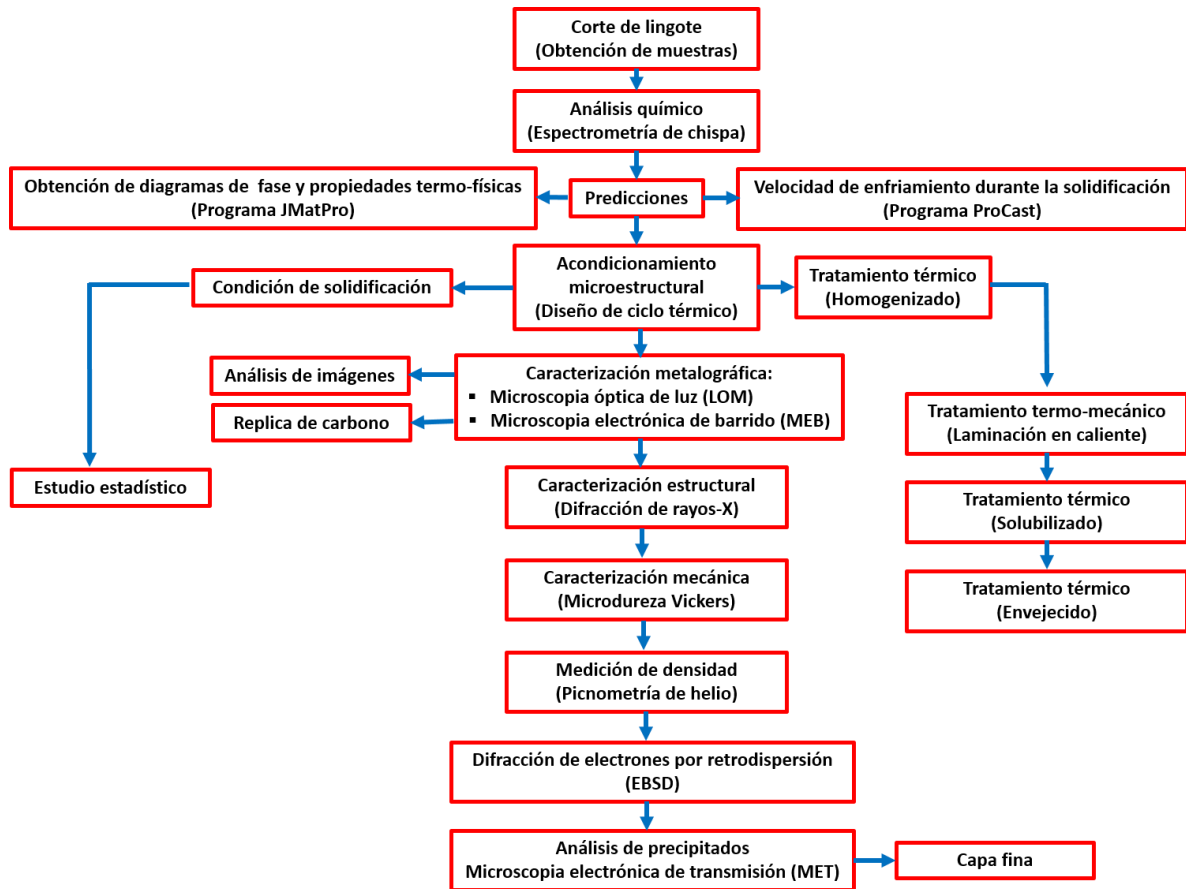 Corte de lingote
(Obtención de muestras)
Análisis químico
(Espectrometría de chispa)
Obtención de diagramas de fase y propiedades termo-físicas
(Programa JMatPro)
Predicciones
Velocidad de enfriamiento durante la solidificación
(Programa ProCast)
Condición de solidificación
Acondicionamiento
microestructural
(Diseño de ciclo térmico)
Tratamiento térmico
(Homogenizado)
Análisis de imágenes
Replica de carbono
Caracterización metalográfica:
▪ Microscopia óptica de luz (LOM)
▪ Microscopia electrónica de barrido (MEB)
Tratamiento termo-mecánico
(Laminación en caliente)
Estudio estadístico
Caracterización estructural
(Difracción de rayos-X)
Tratamiento térmico
(Solubilizado)
Caracterización mecánica
(Microdureza Vickers)
Tratamiento térmico
(Envejecido)
Medición de densidad
(Picnometría de helio)
Difracción de electrones por retrodispersión
(EBSD)
Análisis de precipitados
Microscopia electrónica de transmisión (MET)
Capa fina